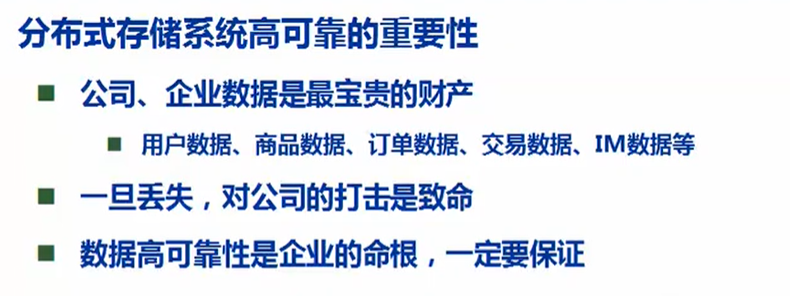 分布式存储系统高可靠的重要性
公司、企业数据是最宝贵的财产
用户数据、商品数据、订单数据、交易数据、IM数据等
一旦丢失，对公司的打击是致命
数据高可靠性是企业的命根，一定要保证